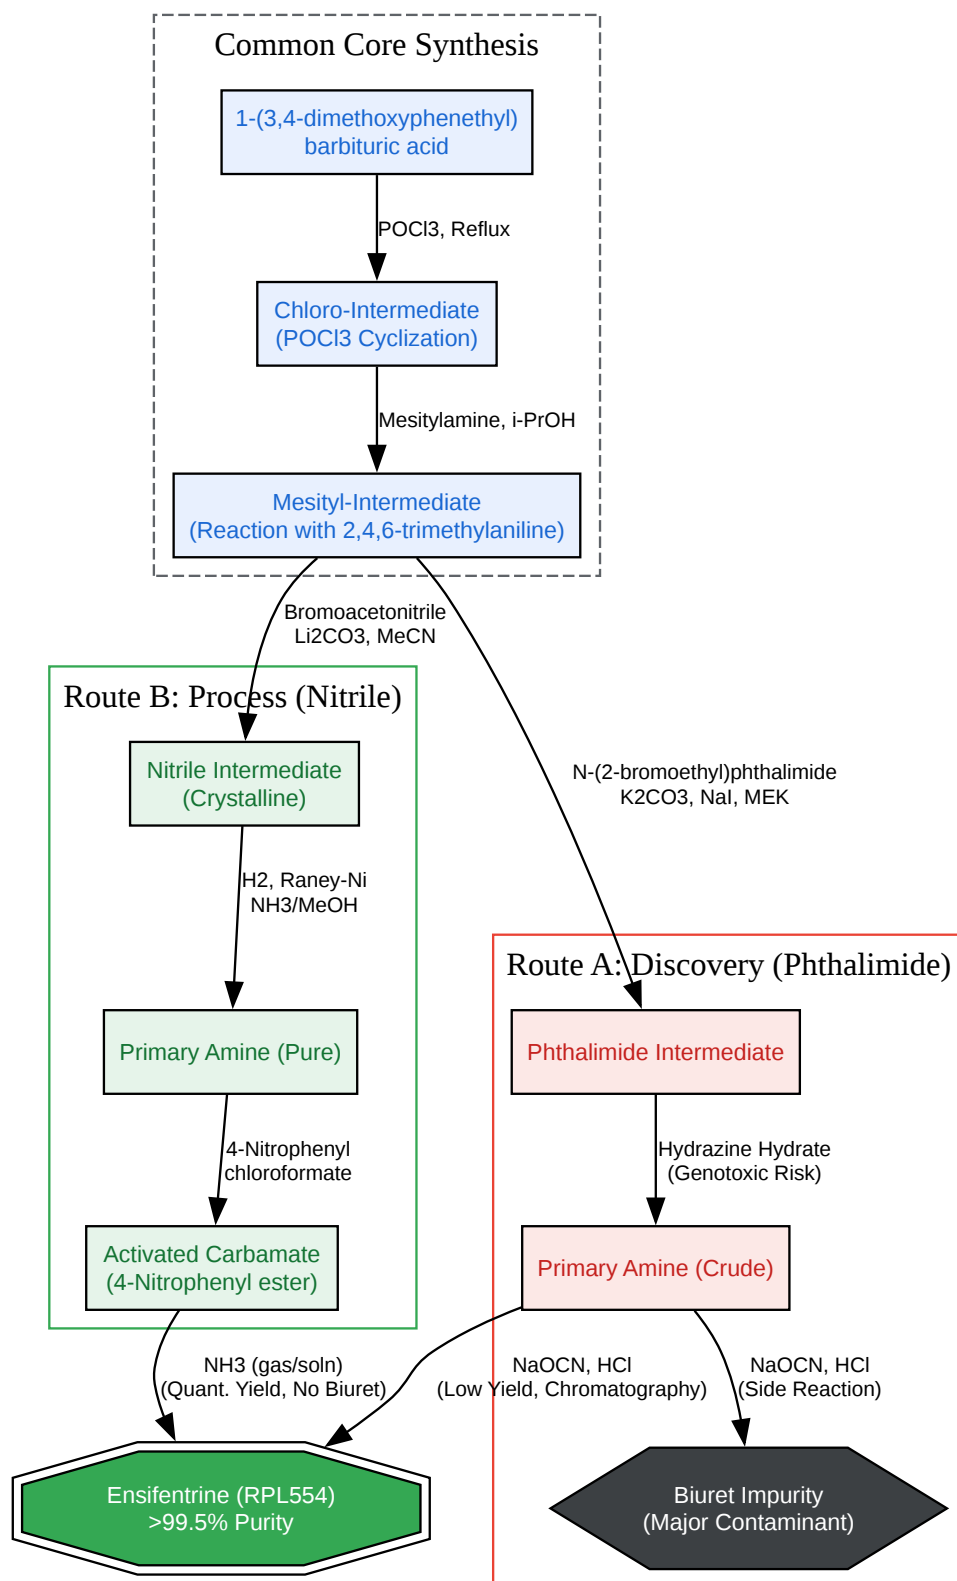 Common Core Synthesis
1-(3,4-dimethoxyphenethyl)
barbituric acid
POCl3, Reflux
Chloro-Intermediate
(POCl3 Cyclization)
Mesitylamine, i-PrOH
Mesityl-Intermediate
(Reaction with 2,4,6-trimethylaniline)
Bromoacetonitrile
Li2CO3, MeCN
Route B: Process (Nitrile)
Nitrile Intermediate
(Crystalline)
N-(2-bromoethyl)phthalimide
K2CO3, NaI, MEK
H2, Raney-Ni
NH3/MeOH
Route A: Discovery (Phthalimide)
Primary Amine (Pure)
Phthalimide Intermediate
4-Nitrophenyl
chloroformate
Hydrazine Hydrate
(Genotoxic Risk)
Activated Carbamate
(4-Nitrophenyl ester)
Primary Amine (Crude)
NH3 (gas/soln)
(Quant. Yield, No Biuret)
NaOCN, HCl
(Low Yield, Chromatography)
NaOCN, HCl
(Side Reaction)
Ensifentrine (RPL554)
>99.5% Purity
Biuret Impurity
(Major Contaminant)